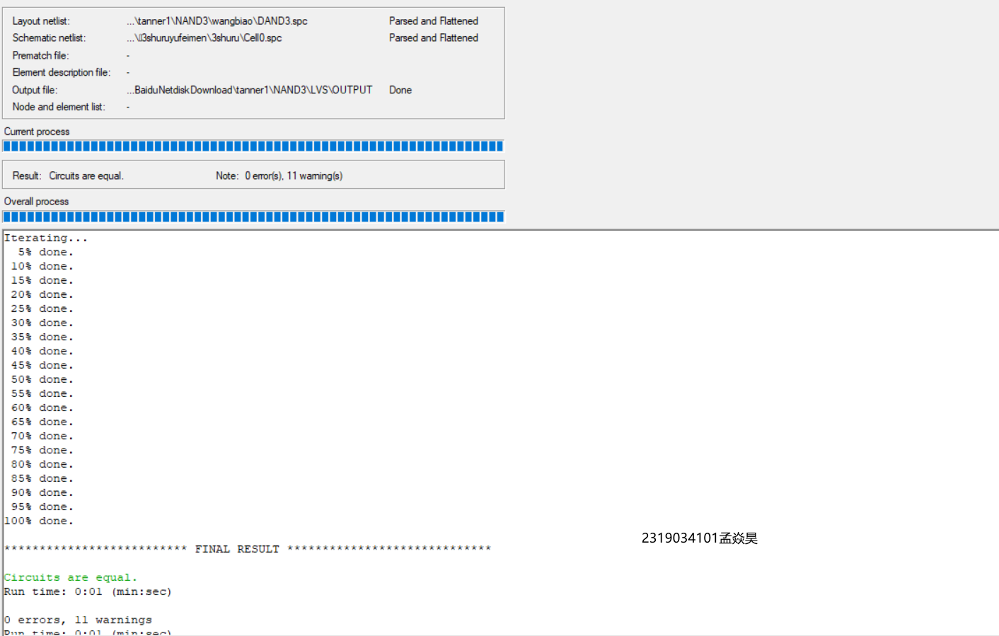 Layout netlist: ...\tanner1\NAND3\wangbiao\DAND3.spc Parsed and Flattened
Schematic netlist: ...\3shuruyufeimen\3shuru\Cell0.spc Parsed and Flattened
Prematch file: -
Element description file: -
Output file: ...BaiduNetdiskDownload\tanner1\NAND3\LVS\OUTPUT Done
Node and element list: -
Current process
Result: Circuits are equal. Note: 0 error(s), 11 warning(s)
Overall process
Iterating...
5% done.
10% done.
15% done.
20% done.
25% done.
30% done.
35% done.
40% done.
45% done.
50% done.
55% done.
60% done.
65% done.
70% done.
75% done.
80% done.
85% done.
90% done.
95% done.
100% done.
2319034101孟焱昊
************************** FINAL RESULT *****************************
Circuits are equal.
Run time: 0:01 (min:sec)
0 errors, 11 warnings
Run time: 0:01 (min:sec)